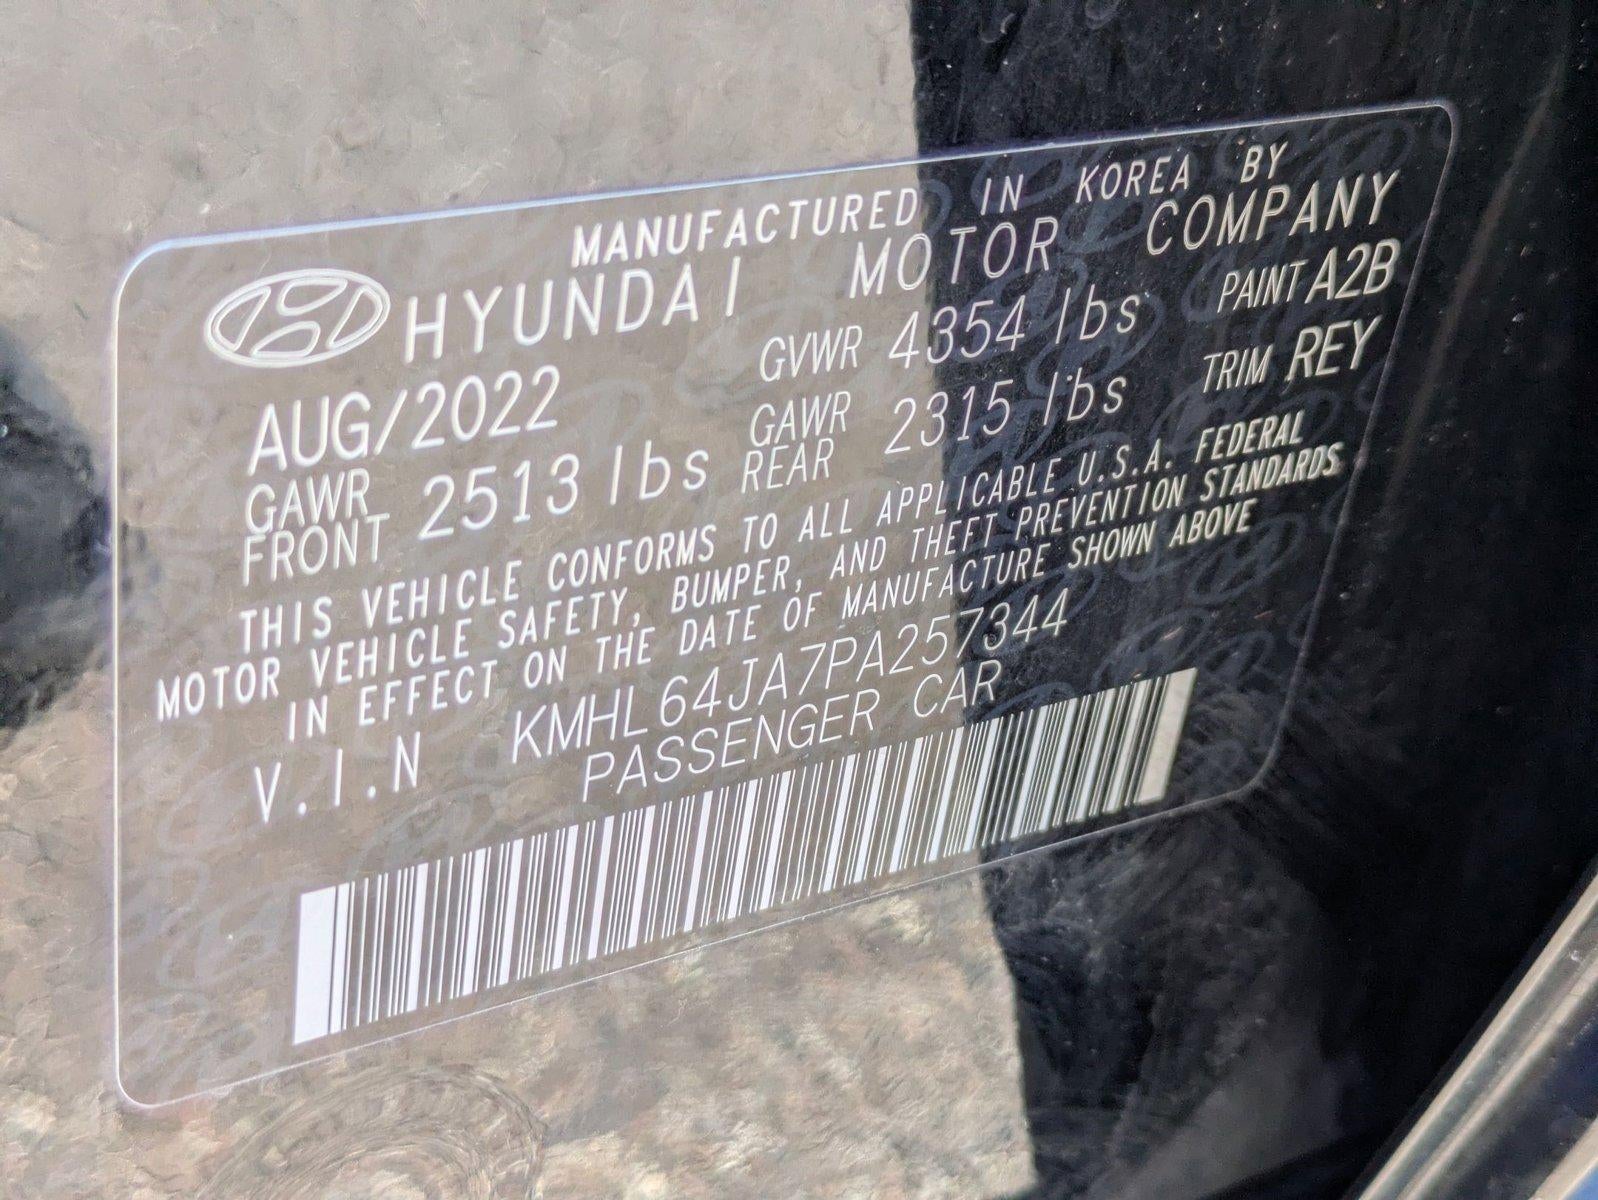 MANUFACTURED IN KOREA BY
HYUNDAI MOTOR COMPANY
AUG/2022 GVWR 4354 lbs PAINT A2B
GAWR FRONT 2513 lbs GAWR REAR 2315 lbs TRIM REY
THIS VEHICLE CONFORMS TO ALL APPLICABLE U.S.A. FEDERAL
MOTOR VEHICLE SAFETY, BUMPER, AND THEFT PREVENTION STANDARDS
IN EFFECT ON THE DATE OF MANUFACTURE SHOWN ABOVE
V.I.N KMHL64JA7PA257344
PASSENGER CAR